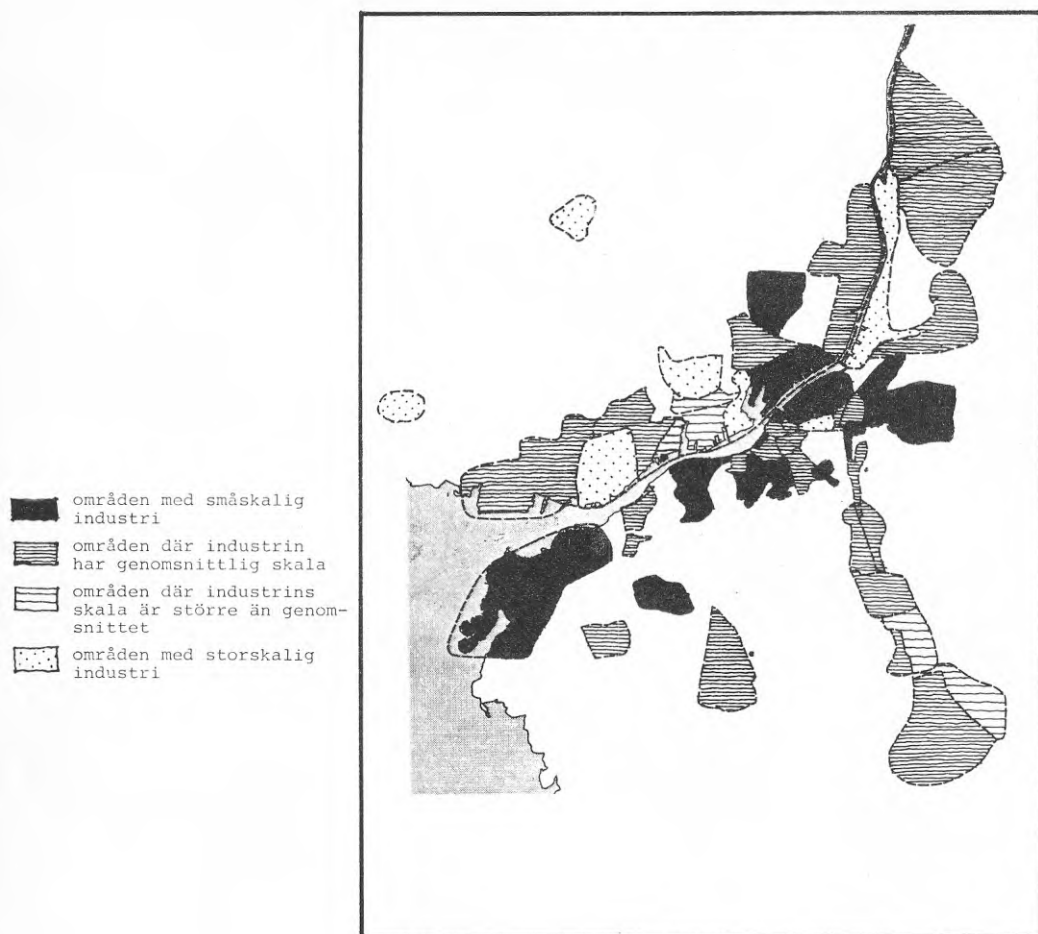 områden med småskalig
industri
områden där industrin
har genomsnittlig skala
områden där industrins
skala är större än genom-
snittet
områden med storskalig
industri